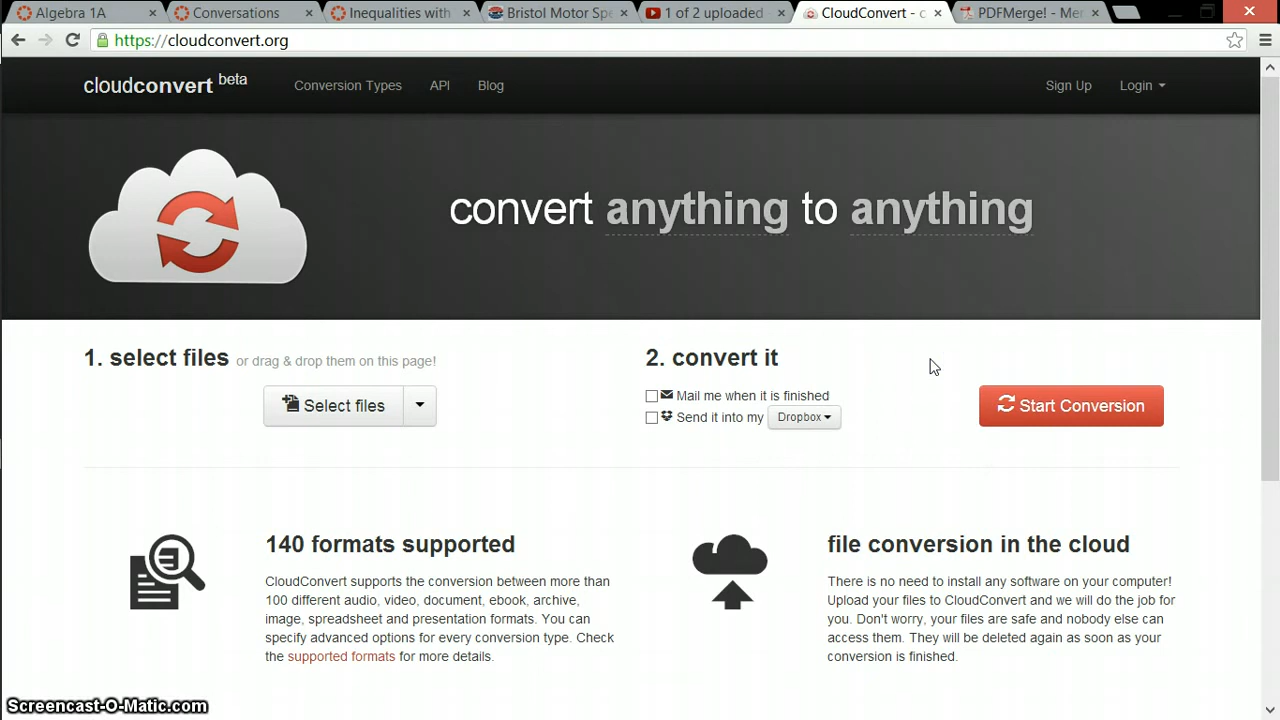 Algebra 1A
Conversations
Inequalities with
Bristol Motor Spe
1 of 2 uploaded
CloudConvert - c
PDFMerge! - Mer
https://cloudconvert.org
cloudconvert beta
Conversion Types
API
Blog
Sign Up
Login
convert anything to anything
1. select files or drag & drop them on this page!
Select files
2. convert it
Mail me when it is finished
Send it into my Dropbox
Start Conversion
140 formats supported
CloudConvert supports the conversion between more than
100 different audio, video, document, ebook, archive,
image, spreadsheet and presentation formats. You can
specify advanced options for every conversion type. Check
the supported formats for more details.
file conversion in the cloud
There is no need to install any software on your computer!
Upload your files to CloudConvert and we will do the job for
you. Don't worry, your files are safe and nobody else can
access them. They will be deleted again as soon as your
conversion is finished.
Screencast-O-Matic.com